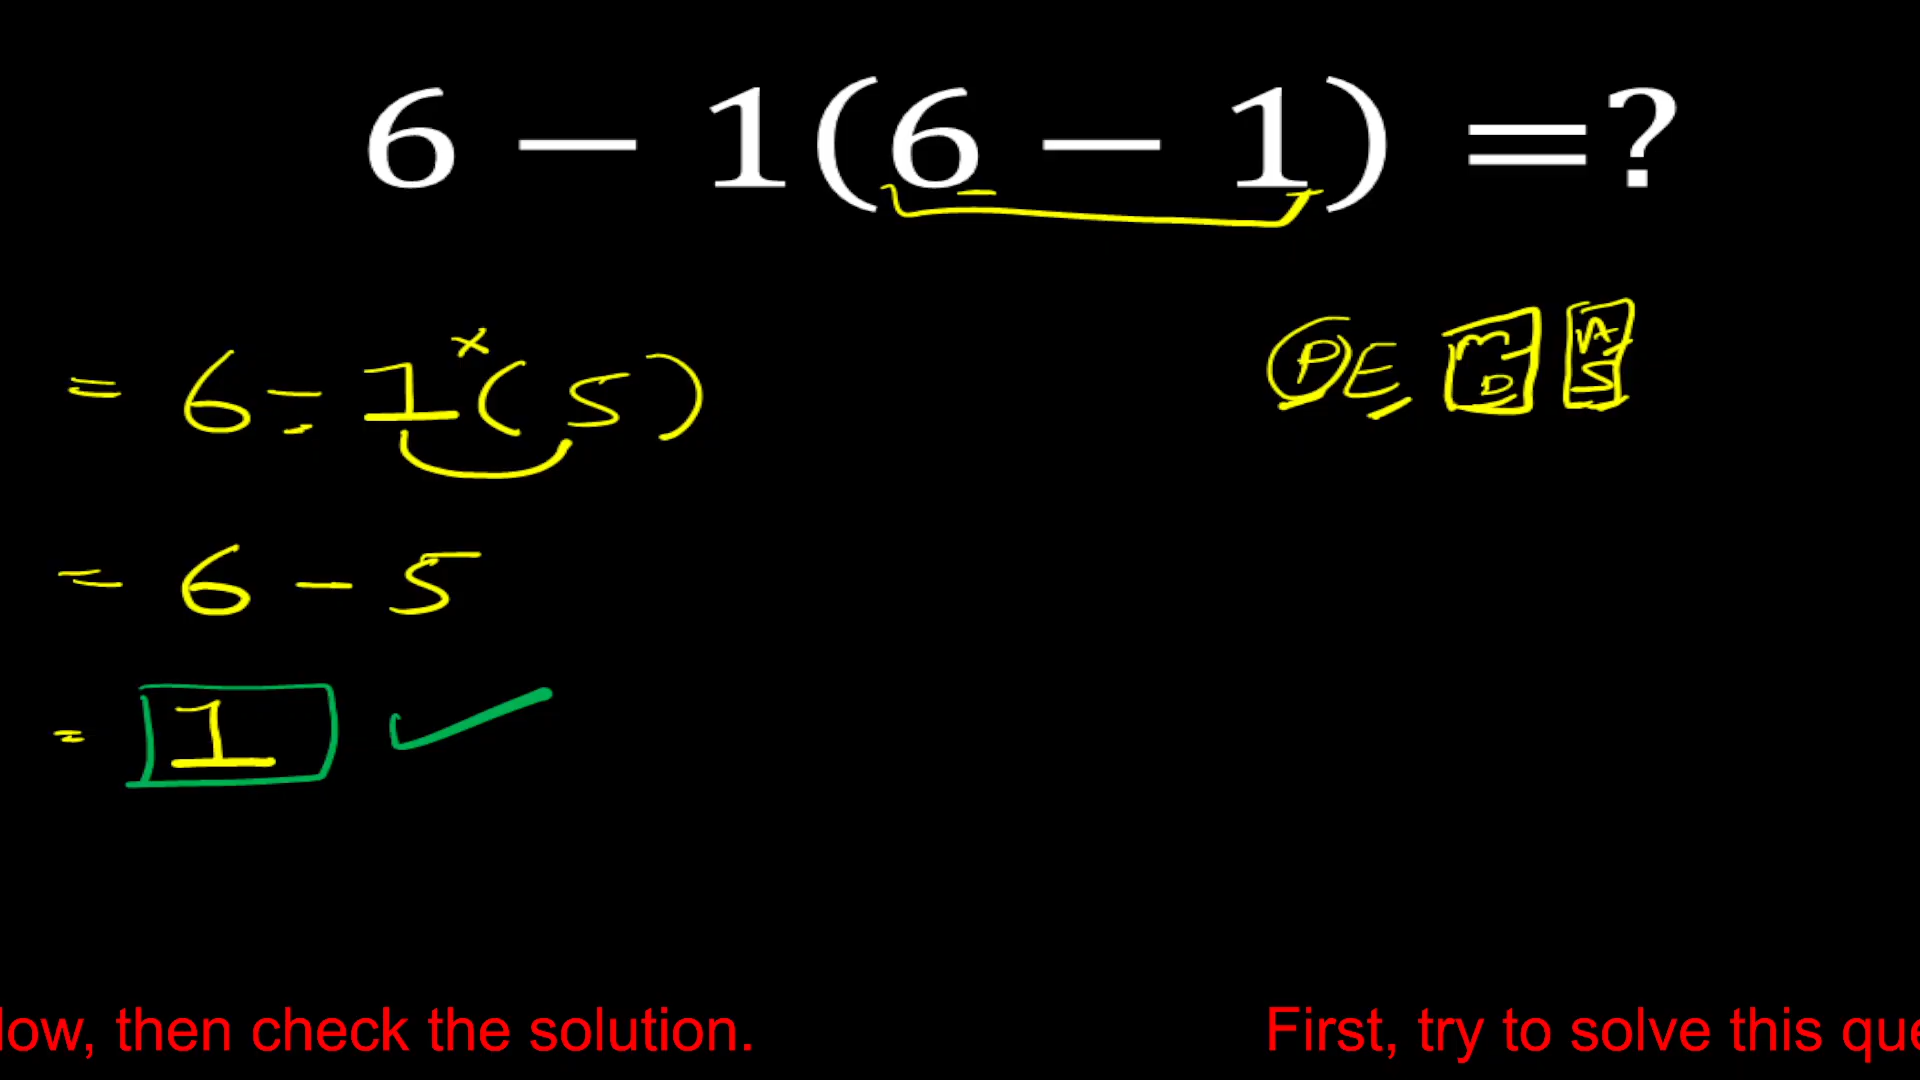 6 − 1(6 − 1) =?
= 6 - 1 × (5)
PE MD AS
= 6 - 5
= 1 ✓
low, then check the solution. First, try to solve this que